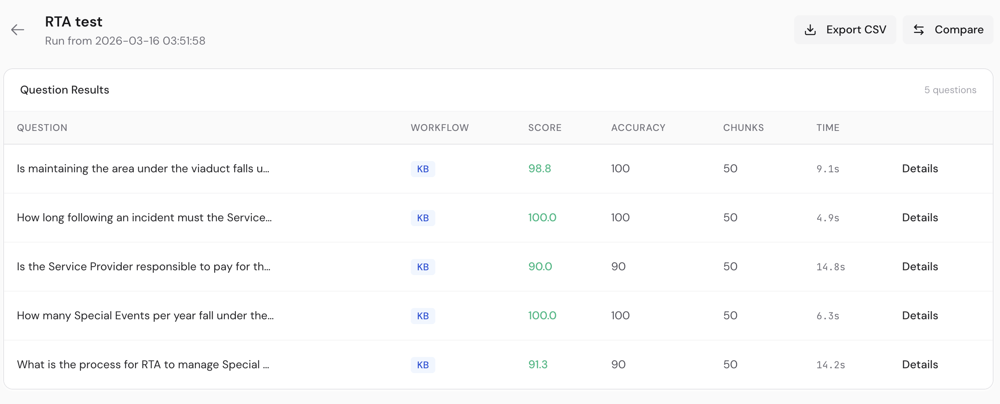 RTA test
Run from 2026-03-16 03:51:58
Export CSV
Compare
Question Results
5 questions
QUESTION WORKFLOW SCORE ACCURACY CHUNKS TIME
Is maintaining the area under the viaduct falls u... KB 98.8 100 50 9.1s Details
How long following an incident must the Service... KB 100.0 100 50 4.9s Details
Is the Service Provider responsible to pay for th... KB 90.0 90 50 14.8s Details
How many Special Events per year fall under the... KB 100.0 100 50 6.3s Details
What is the process for RTA to manage Special ... KB 91.3 90 50 14.2s Details